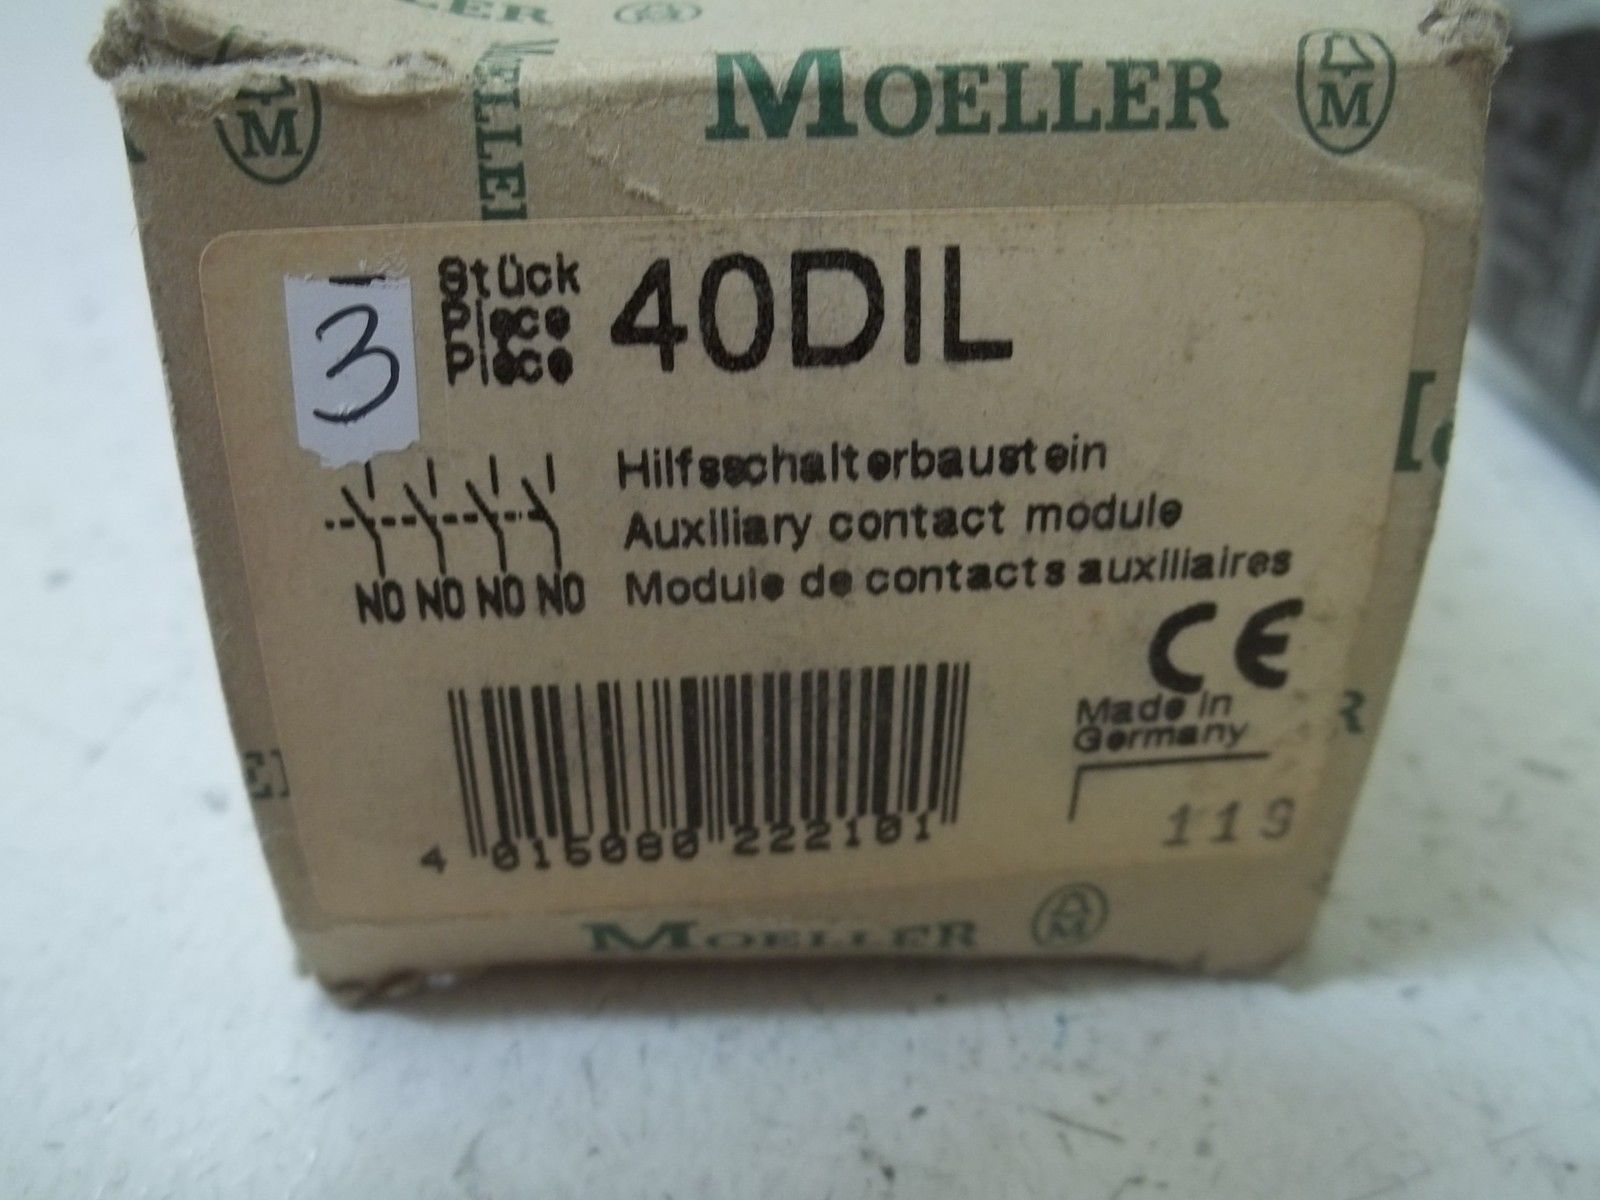 MOELLER
M
MOELLER
M
3
Stück
Piece
Pièce
40DIL
Hilfsschalterbaustein
Auxiliary contact module
Module de contacts auxiliaires
NO NO NO NO
CE
Made in
Germany
119
4 015080 222101
MOELLER
M